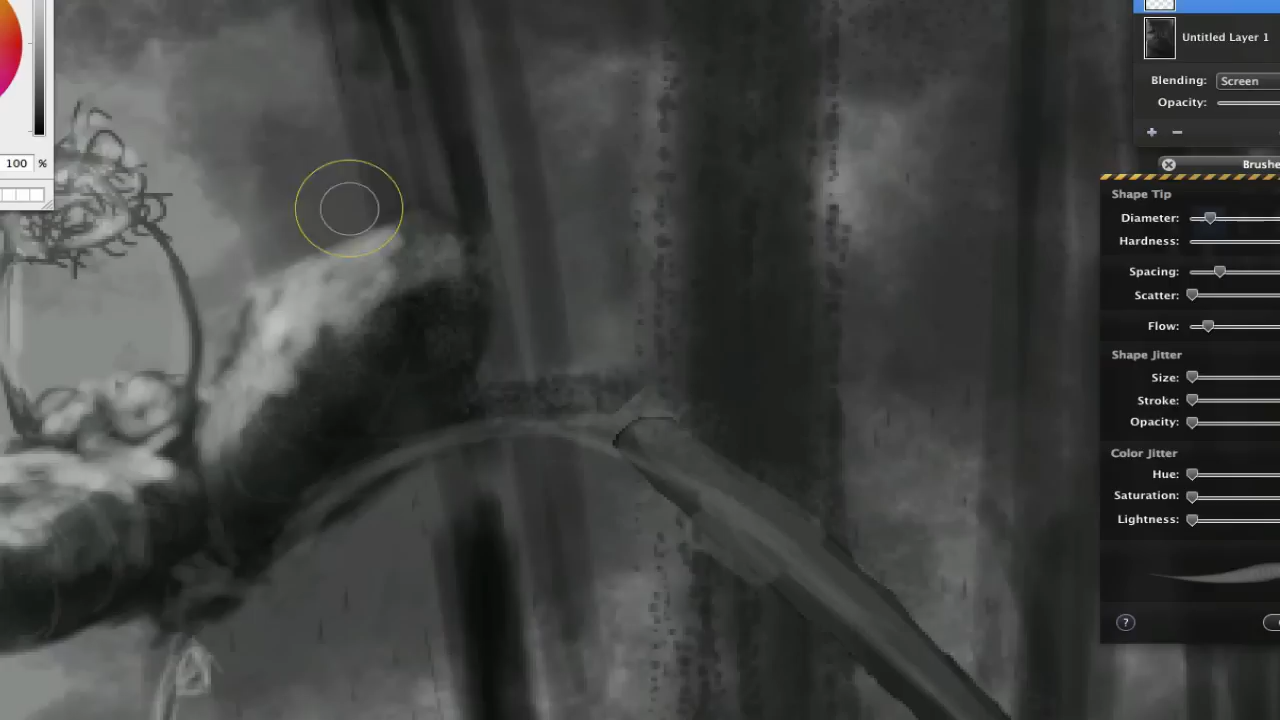 Untitled Layer 1
Blending: Screen
Opacity:
+ −
100 %
Brushe
Shape Tip
Diameter:
Hardness:
Spacing:
Scatter:
Flow:
Shape Jitter
Size:
Stroke:
Opacity:
Color Jitter
Hue:
Saturation:
Lightness:
?